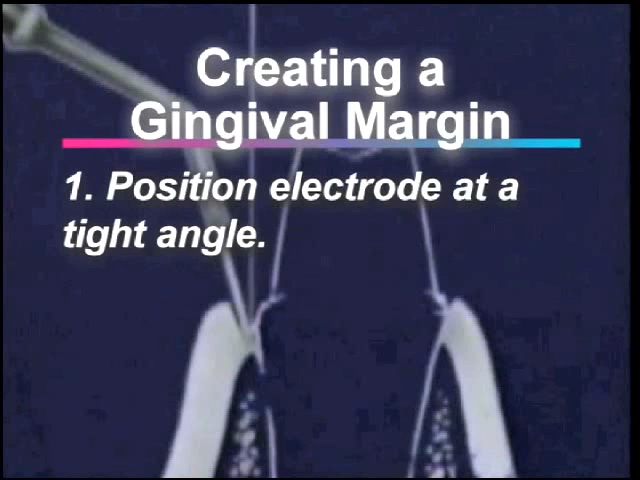 Creating a
Gingival Margin
1. Position electrode at a
tight angle.